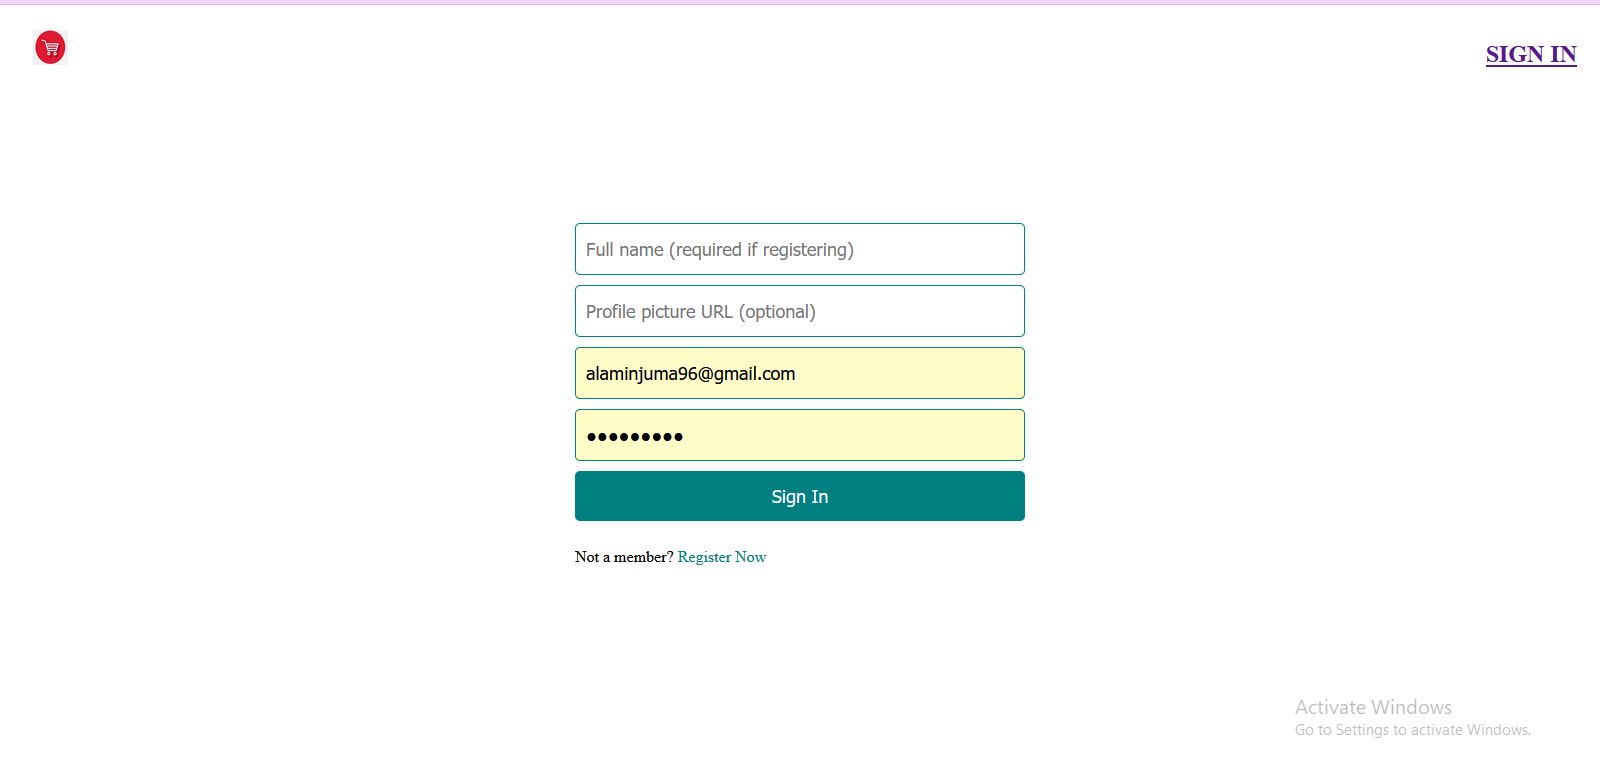 SIGN IN
Full name (required if registering)
Profile picture URL (optional)
alaminjuma96@gmail.com
●●●●●●●●●
Sign In
Not a member? Register Now
Activate Windows
Go to Settings to activate Windows.